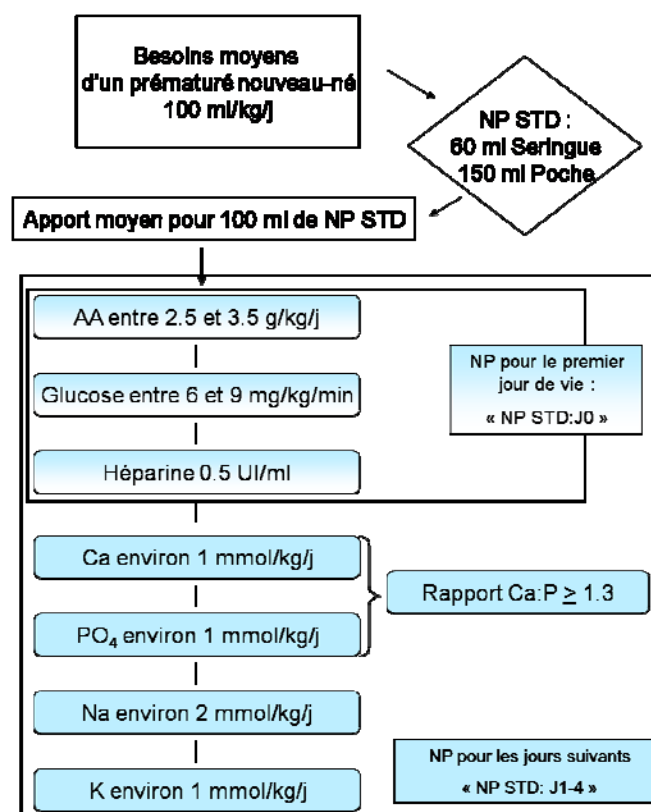 Besoins moyens
d'un prématuré nouveau-né
100 ml/kg/j
NP STD :
60 ml Seringue
150 ml Poche
Apport moyen pour 100 ml de NP STD
AA entre 2.5 et 3.5 g/kg/j
Glucose entre 6 et 9 mg/kg/min
Héparine 0.5 UI/ml
NP pour le premier
jour de vie :
« NP STD:J0 »
Ca environ 1 mmol/kg/j
PO₄ environ 1 mmol/kg/j
Rapport Ca:P ≥ 1.3
Na environ 2 mmol/kg/j
K environ 1 mmol/kg/j
NP pour les jours suivants
« NP STD: J1-4 »